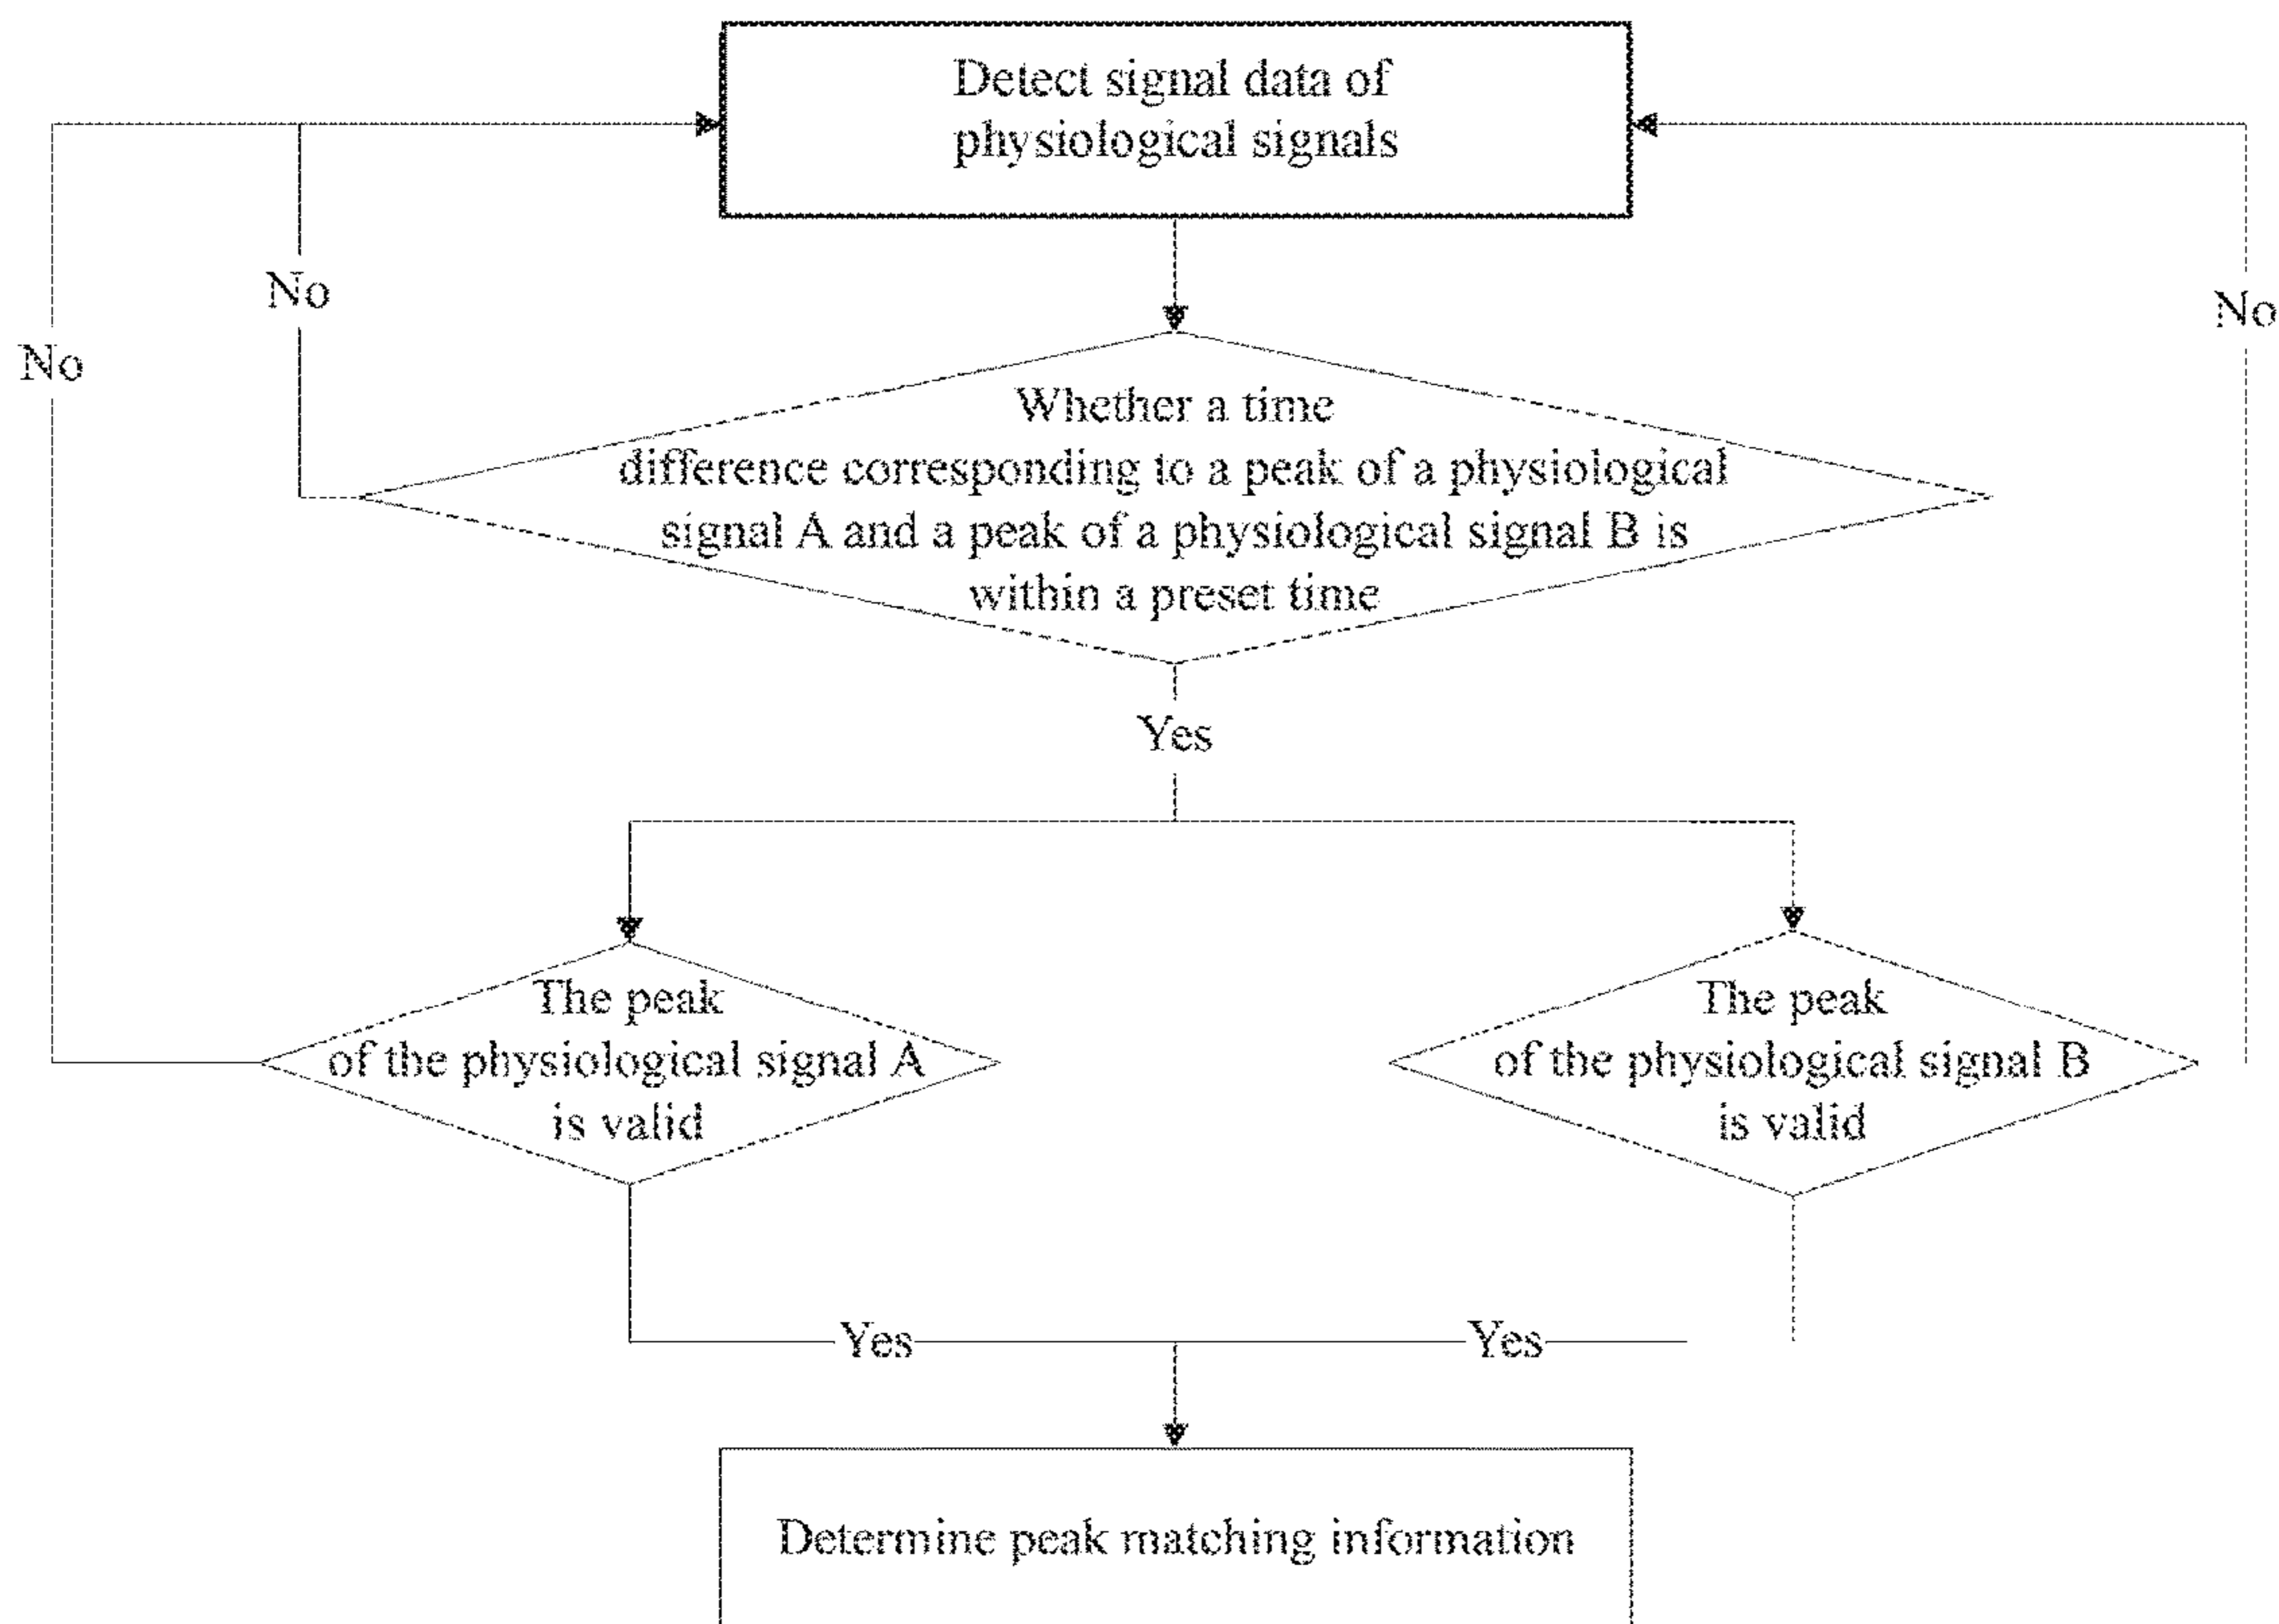 Detect signal data of
physiological signals
No
No
No
Whether a time
difference corresponding to a peak of a physiological
signal A and a peak of a physiological signal B is
within a preset time
Yes
The peak
of the physiological signal A
is valid
The peak
of the physiological signal B
is valid
Yes
Yes
Determine peak matching information